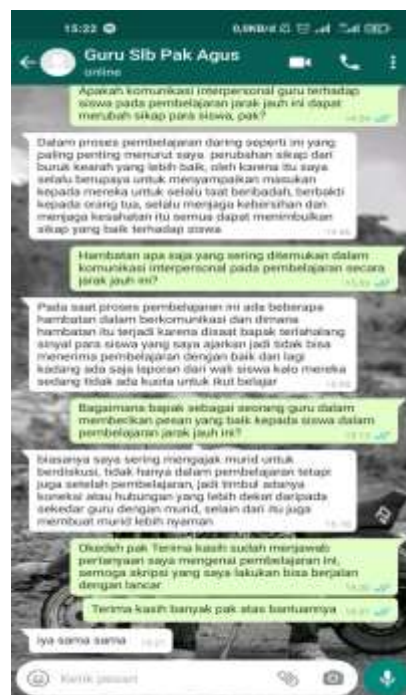 15:22
Guru Slb Pak Agus
online
Apakah komunikasi interpersonal guru terhadap
siswa pada pembelajaran jarak jauh ini dapat
merubah sikap para siswa, pak?
Dalam proses pembelajaran daring seperti ini yang
paling penting menurut saya perubahan sikap dari
buruk kearah yang lebih baik, oleh karena itu saya
selalu berupaya untuk menyampaikan masukan
kepada mereka untuk selalu taat beribadah, berbakti
kepada orang tua, selalu menjaga kebersihan dan
menjaga kesahatan itu semua dapat menimbulkan
sikap yang baik terhadap siswa
Hambatan apa saja yang sering ditemukan dalam
komunikasi interpersonal pada pembelajaran secara
jarak jauh ini?
Pada saat proses pembelajaran ini ada beberapa
hambatan dalam berkomunikasi dan dimana
hambatan itu terjadi karena disaat bapak terhalang
sinyal para siswa yang saya ajarkan jadi tidak bisa
menerima pembelajaran dengan baik dan lagi
kadang ada saja laporan dari wali siswa kalo mereka
sedang tidak ada kuota untuk ikut belajar
Bagaimana bapak sebagai seorang guru dalam
memberikan pesan yang baik kepada siswa dalam
pembelajaran jarak jauh ini?
biasanya saya sering mengajak murid untuk
berdiskusi, tidak hanya dalam pembelajaran tetapi
juga setelah pembelajaran, jadi timbul adanya
koneksi atau hubungan yang lebih dekat daripada
sekedar guru dengan murid, selain dari itu juga
membuat murid lebih nyaman
Okedeh pak Terima kasih sudah menjawab
pertanyaan saya mengenai pembelajaran ini,
semoga skripsi yang saya lakukan bisa berjalan
dengan lancar
Terima kasih banyak pak atas bantuannya
iya sama sama
Ketik pesan